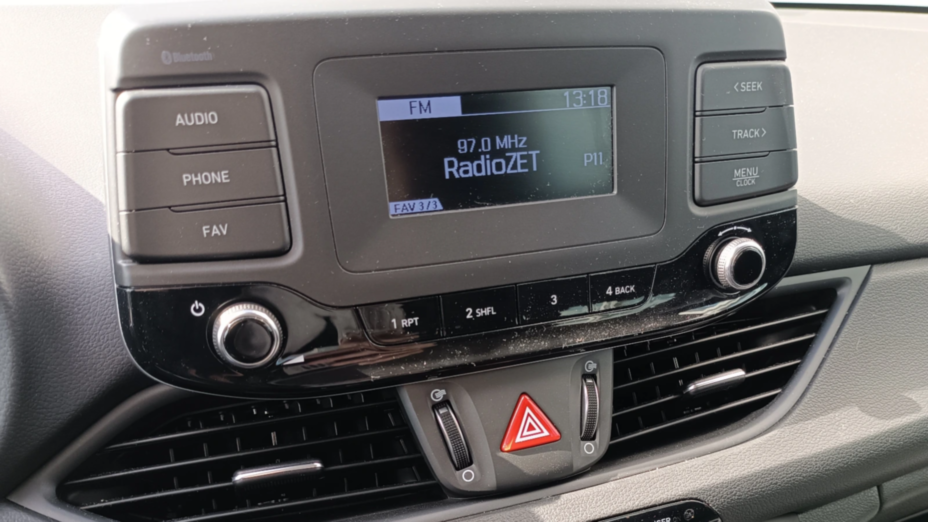 Bluetooth
AUDIO
PHONE
FAV
FM
13:18
97.0 MHz
RadioZET
P11
FAV 3/3
< SEEK
TRACK >
MENU
CLOCK
1 RPT
2 SHFL
3
4 BACK